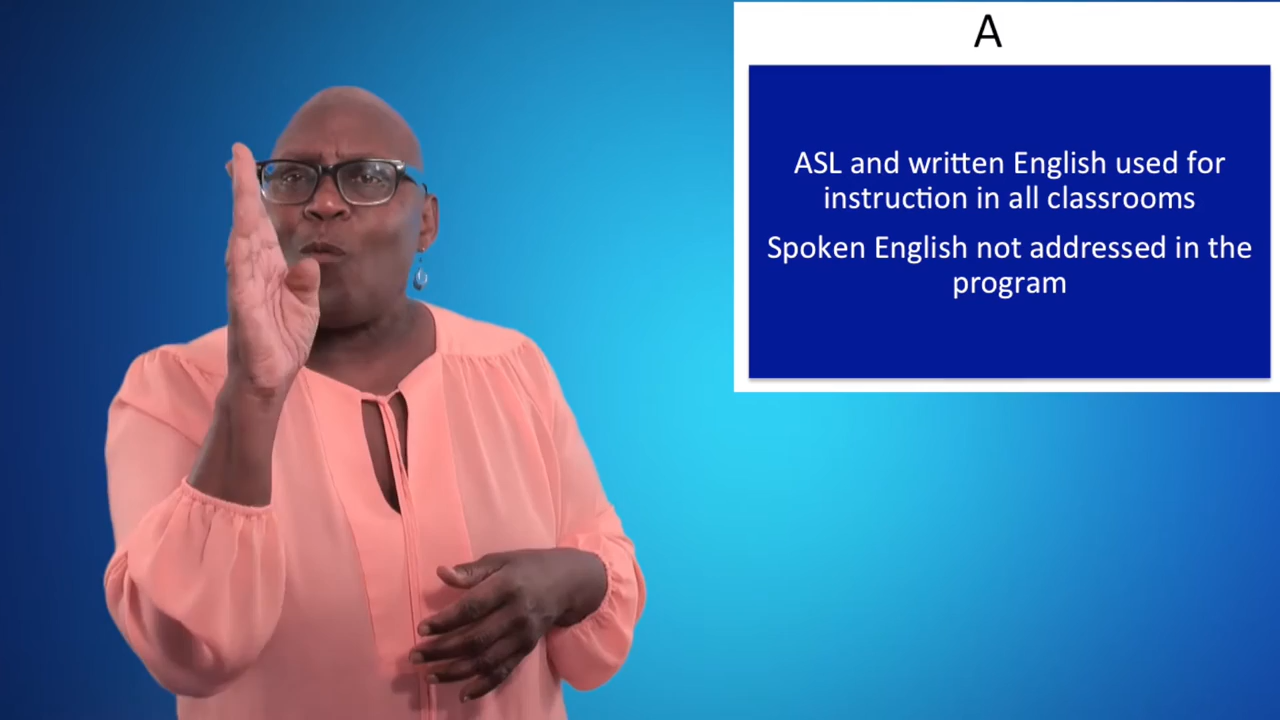 A
ASL and written English used for
instruction in all classrooms
Spoken English not addressed in the
program